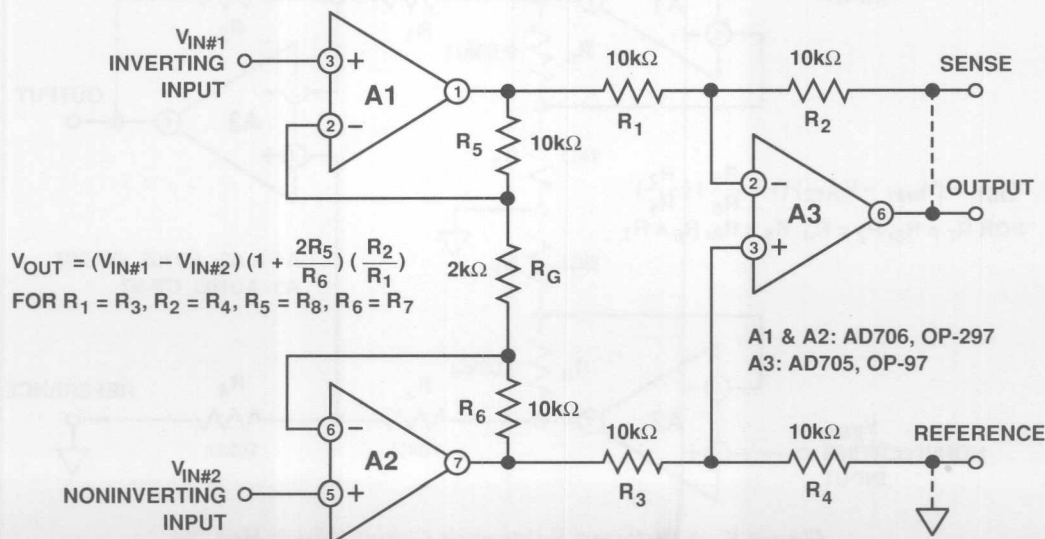 V_IN#1
INVERTING
INPUT
3
+
A1
1
2
−
R5
10kΩ
10kΩ
R1
10kΩ
R2
SENSE
2
−
A3
6
OUTPUT
3
+
V_OUT = (V_IN#1 − V_IN#2) (1 + 2R5/R6) (R2/R1)
FOR R1 = R3, R2 = R4, R5 = R8, R6 = R7
2kΩ
RG
A1 & A2: AD706, OP-297
A3: AD705, OP-97
6
−
A2
7
R6
10kΩ
10kΩ
R3
10kΩ
R4
REFERENCE
V_IN#2
NONINVERTING
INPUT
5
+